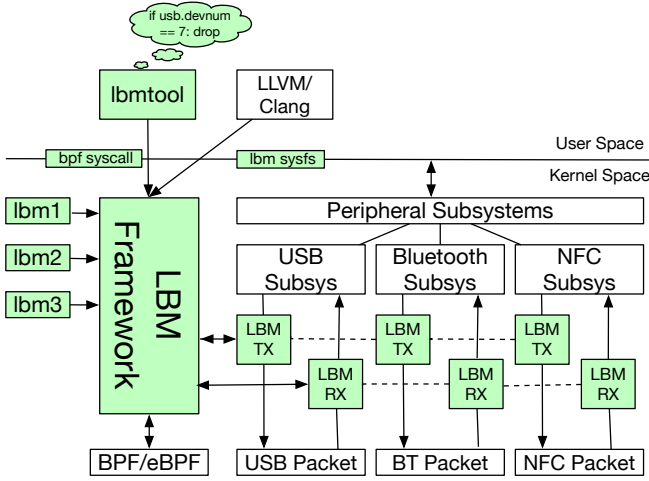 if usb.devnum
== 7: drop
lbmtool
LLVM/
Clang
bpf syscall
lbm sysfs
User Space
Kernel Space
lbm1
lbm2
lbm3
LBM
Framework
Peripheral Subsystems
USB
Subsys
Bluetooth
Subsys
NFC
Subsys
LBM
TX
LBM
TX
LBM
TX
LBM
RX
LBM
RX
LBM
RX
BPF/eBPF
USB Packet
BT Packet
NFC Packet